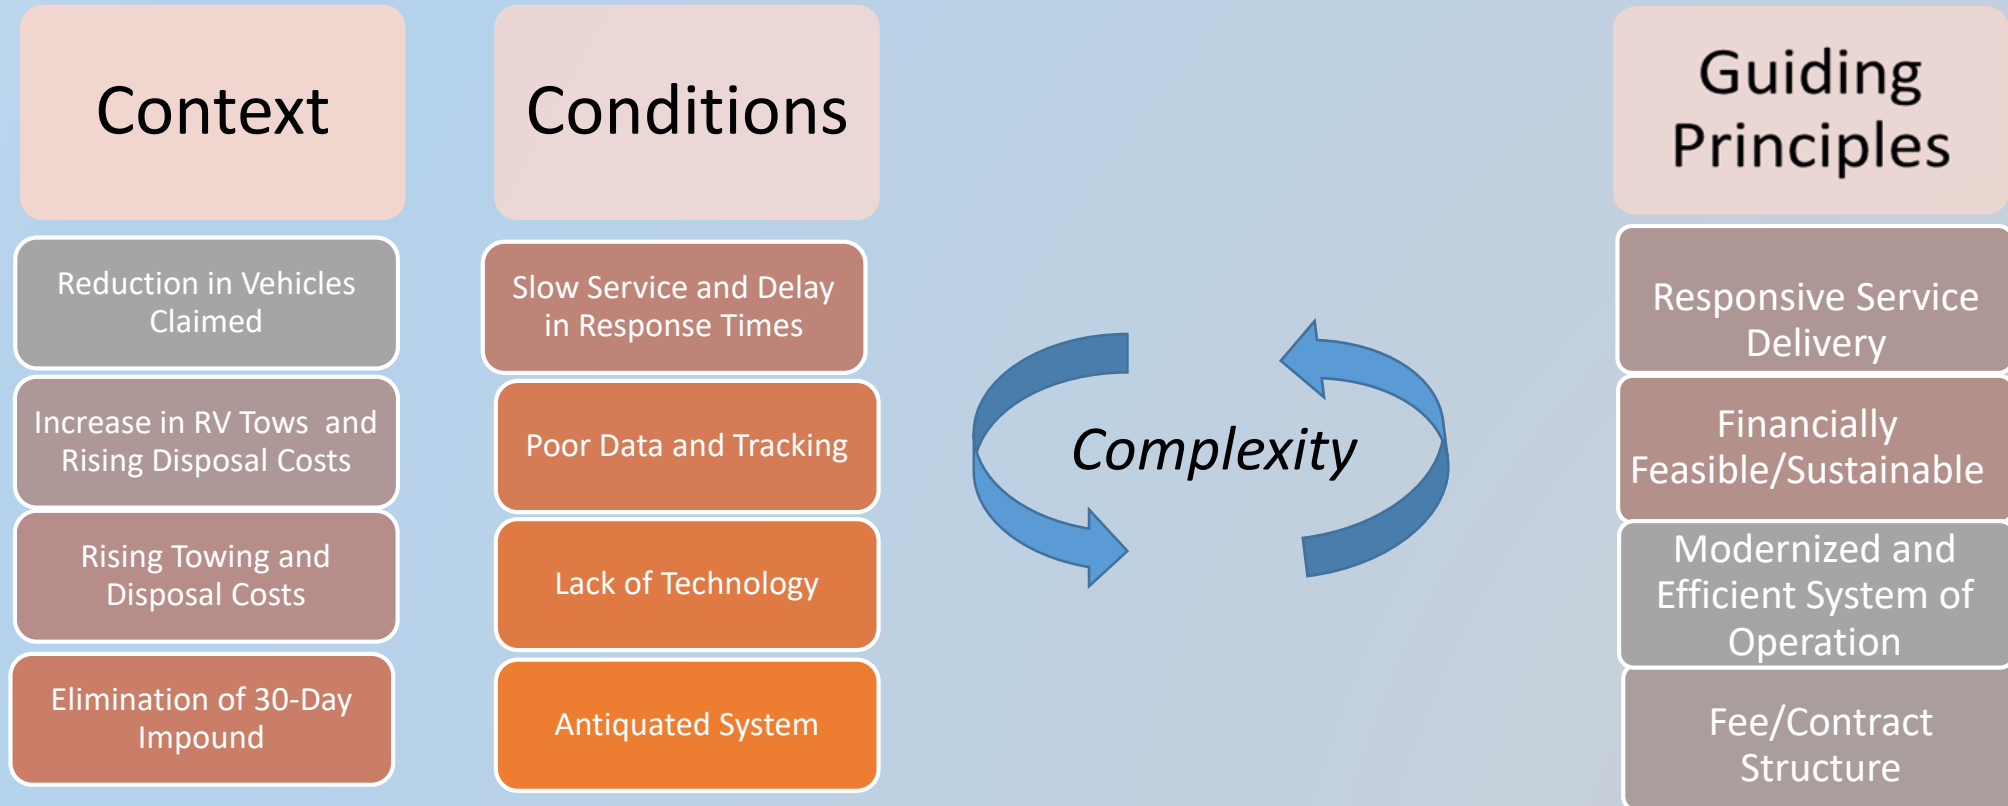 Context
Reduction in Vehicles
Claimed
Increase in RV Tows  and
Rising Disposal Costs
Rising Towing and
Disposal Costs
Elimination of 30-Day
Impound
Conditions
Slow Service and Delay
in Response Times
Poor Data and Tracking
Lack of Technology
Antiquated System
Complexity
Guiding
Principles
Responsive Service
Delivery
Financially
Feasible/Sustainable
Modernized and
Efficient System of
Operation
Fee/Contract
Structure